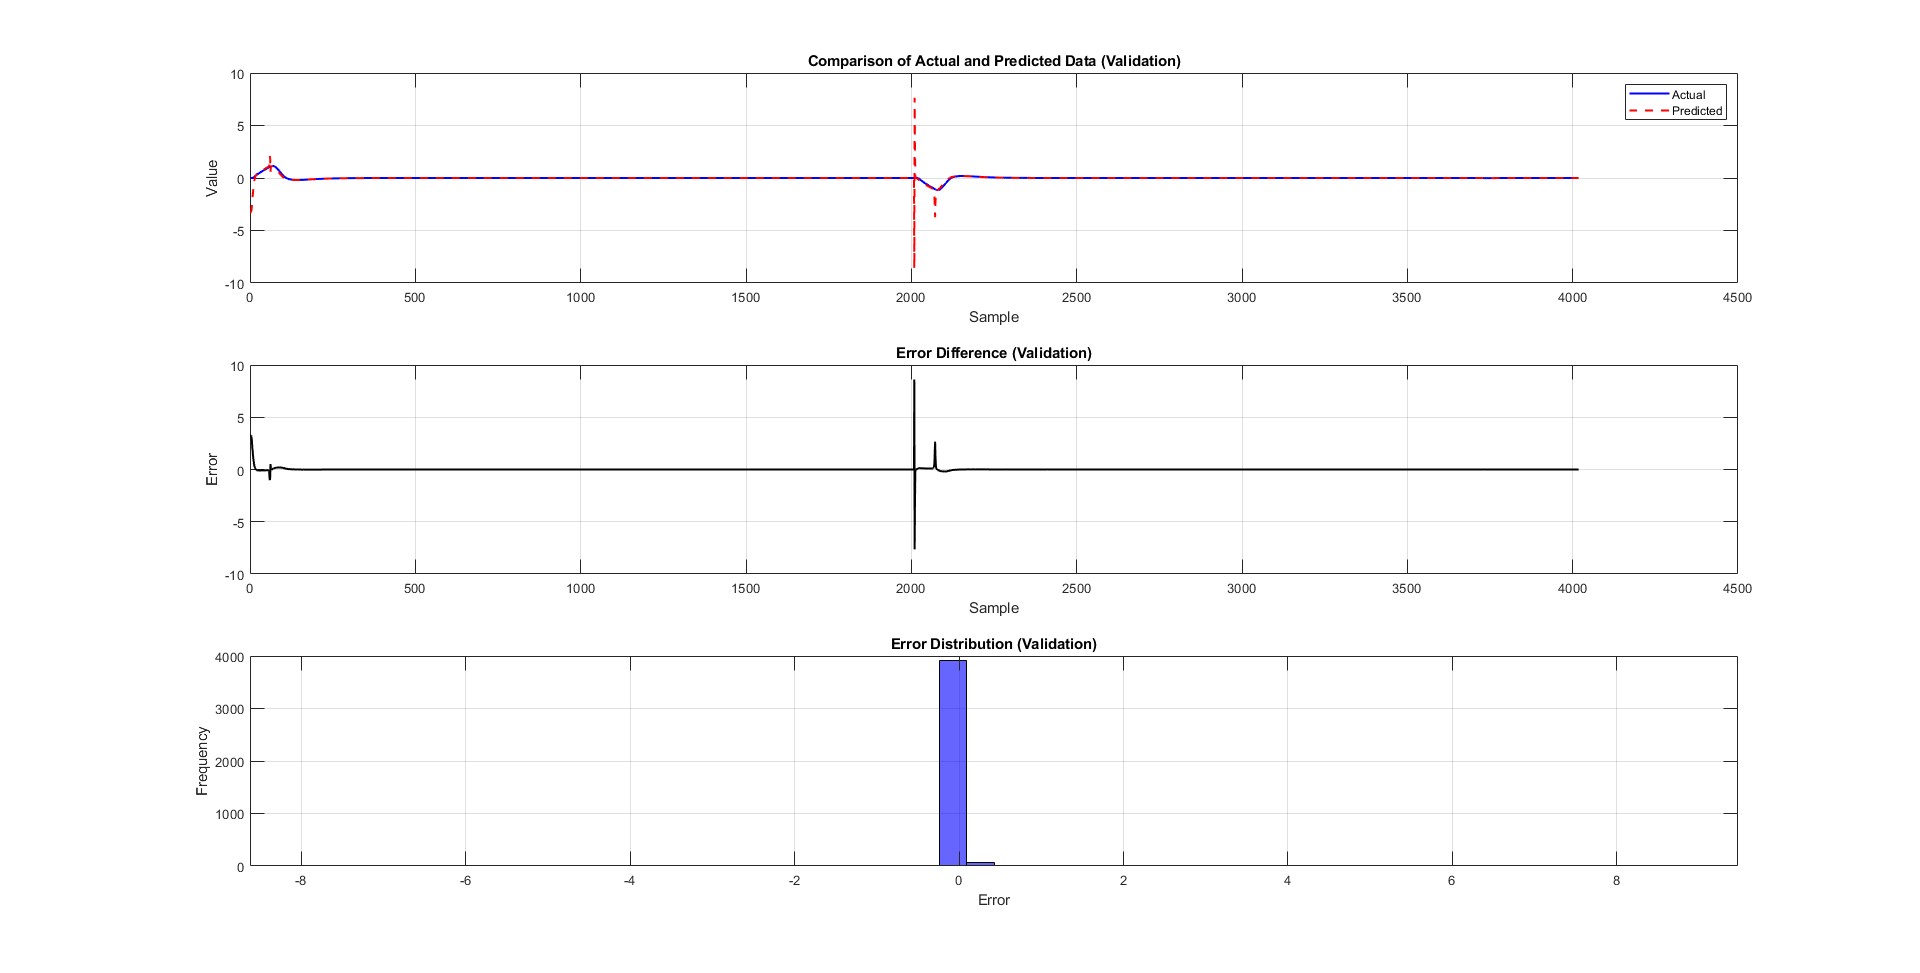 Comparison of Actual and Predicted Data (Validation)
10
5
0
-5
-10
Value
Actual
Predicted
0 500 1000 1500 2000 2500 3000 3500 4000 4500
Sample
Error Difference (Validation)
10
5
0
-5
-10
Error
0 500 1000 1500 2000 2500 3000 3500 4000 4500
Sample
Error Distribution (Validation)
4000
3000
2000
1000
0
Frequency
-8 -6 -4 -2 0 2 4 6 8
Error